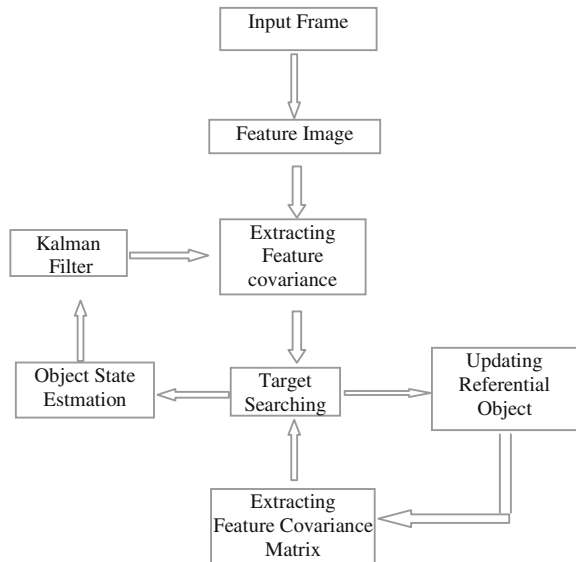 Input Frame
Feature Image
Extracting
Feature
covariance
Kalman
Filter
Object State
Estmation
Target
Searching
Updating
Referential
Object
Extracting
Feature Covariance
Matrix